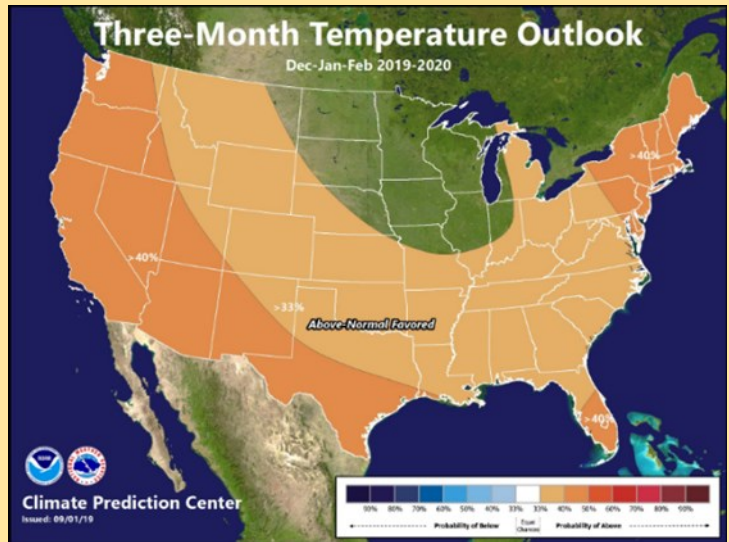 Three-Month Temperature Outlook
Dec-Jan-Feb 2019-2020
>40%
>40%
>33%
Above-Normal Favored
>40%
Climate Prediction Center
Issued: 09/01/19
90% 80% 70% 60% 50% 40% 33% 33% 40% 50% 60% 70% 80% 90%
Probability of Below Equal Chances Probability of Above